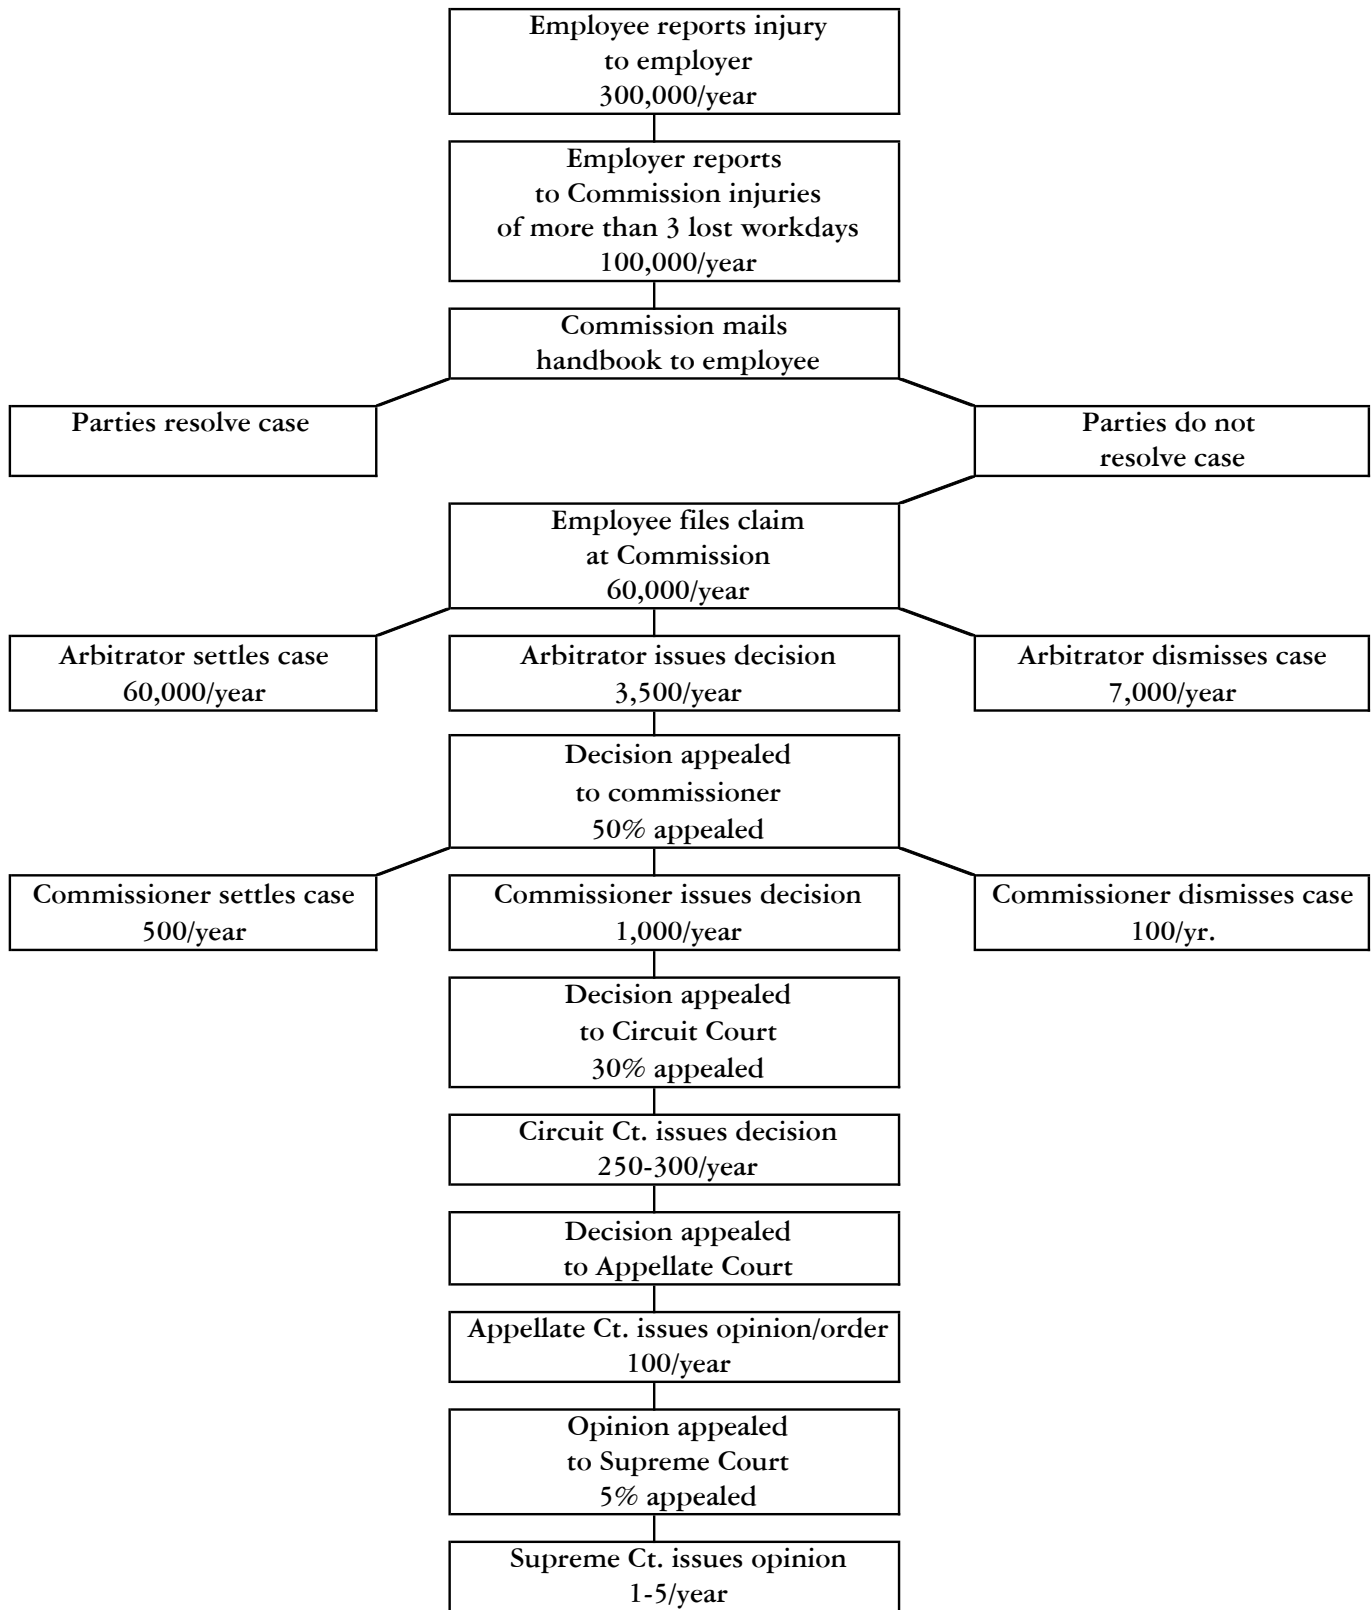 Employee reports injury
to employer
300,000/year
Employer reports
to Commission injuries
of more than 3 lost workdays
100,000/year
Commission mails
handbook to employee
Parties resolve case
Parties do not
resolve case
Employee files claim
at Commission
60,000/year
Arbitrator settles case
60,000/year
Arbitrator issues decision
3,500/year
Arbitrator dismisses case
7,000/year
Decision appealed
to commissioner
50% appealed
Commissioner settles case
500/year
Commissioner issues decision
1,000/year
Commissioner dismisses case
100/yr.
Decision appealed
to Circuit Court
30% appealed
Circuit Ct. issues decision
250-300/year
Decision appealed
to Appellate Court
Appellate Ct. issues opinion/order
100/year
Opinion appealed
to Supreme Court
5% appealed
Supreme Ct. issues opinion
1-5/year